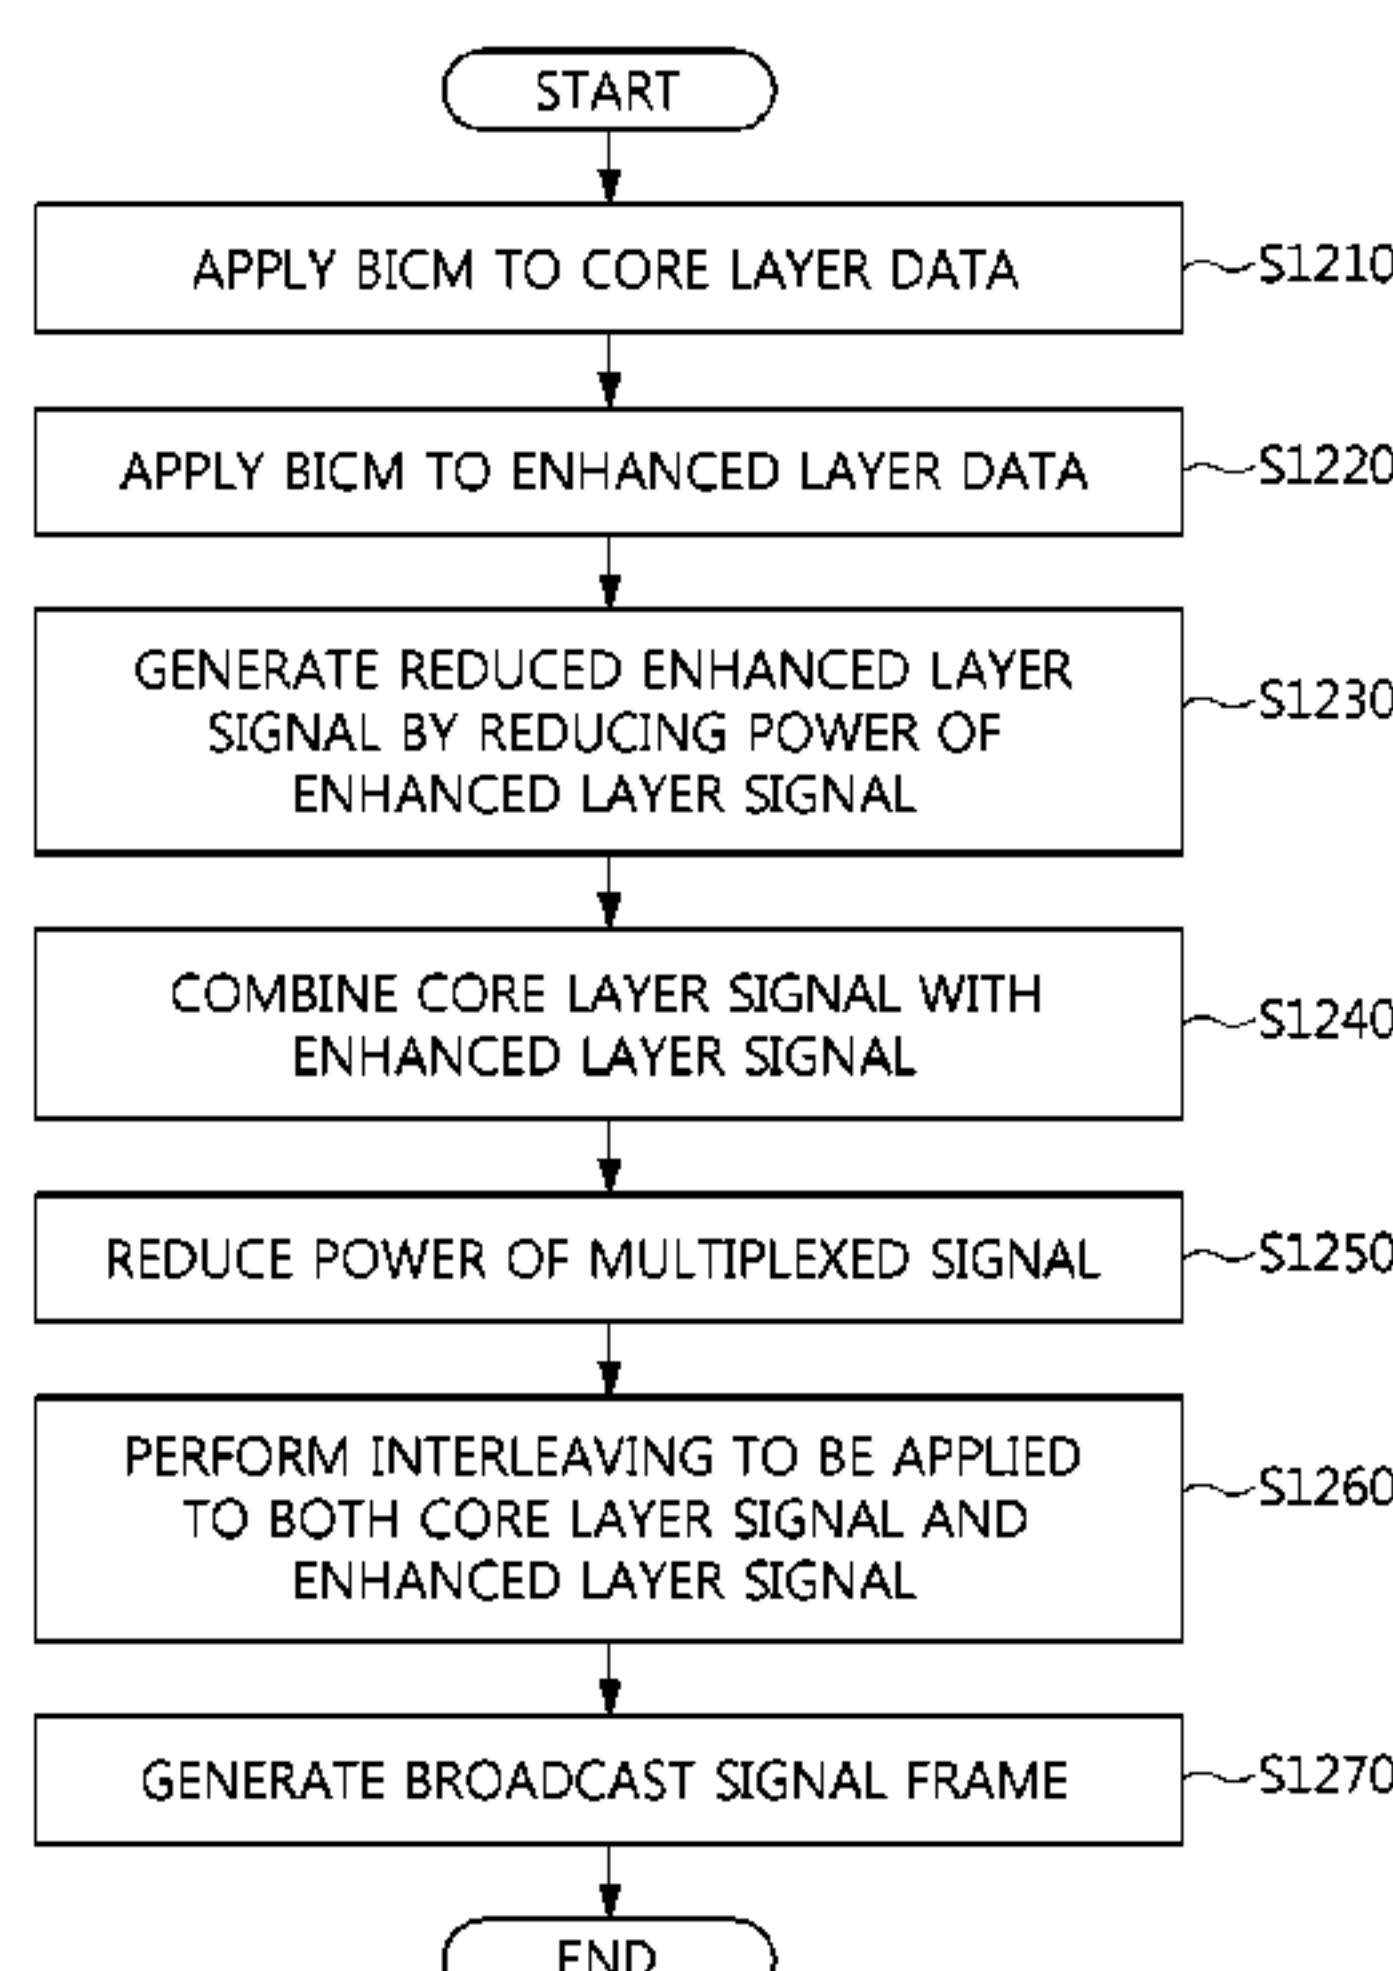 START
APPLY BICM TO CORE LAYER DATA
S1210
APPLY BICM TO ENHANCED LAYER DATA
S1220
GENERATE REDUCED ENHANCED LAYER
SIGNAL BY REDUCING POWER OF
ENHANCED LAYER SIGNAL
S1230
COMBINE CORE LAYER SIGNAL WITH
ENHANCED LAYER SIGNAL
S1240
REDUCE POWER OF MULTIPLEXED SIGNAL
S1250
PERFORM INTERLEAVING TO BE APPLIED
TO BOTH CORE LAYER SIGNAL AND
ENHANCED LAYER SIGNAL
S1260
GENERATE BROADCAST SIGNAL FRAME
S1270
END